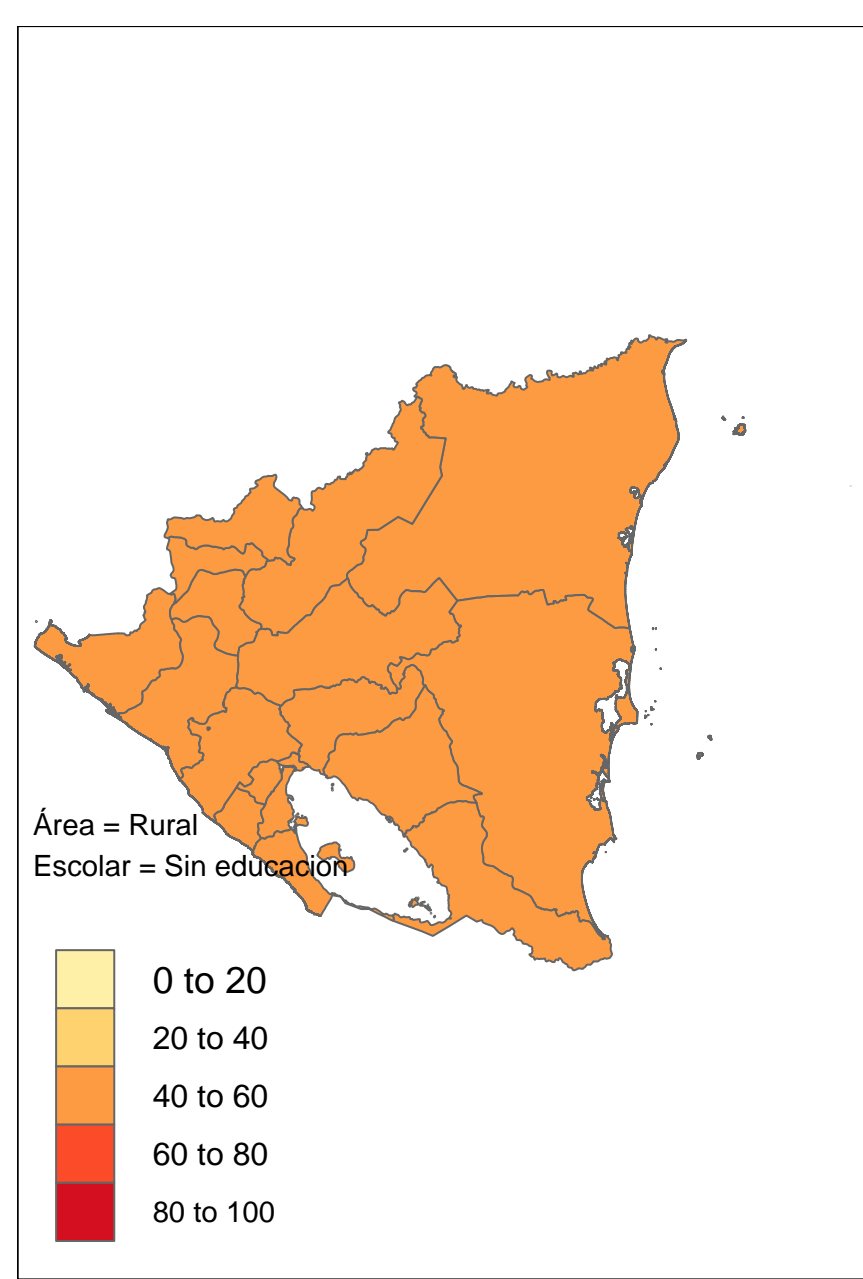 Área = Rural
Escolar = Sin educacion
0 to 20
20 to 40
40 to 60
60 to 80
80 to 100